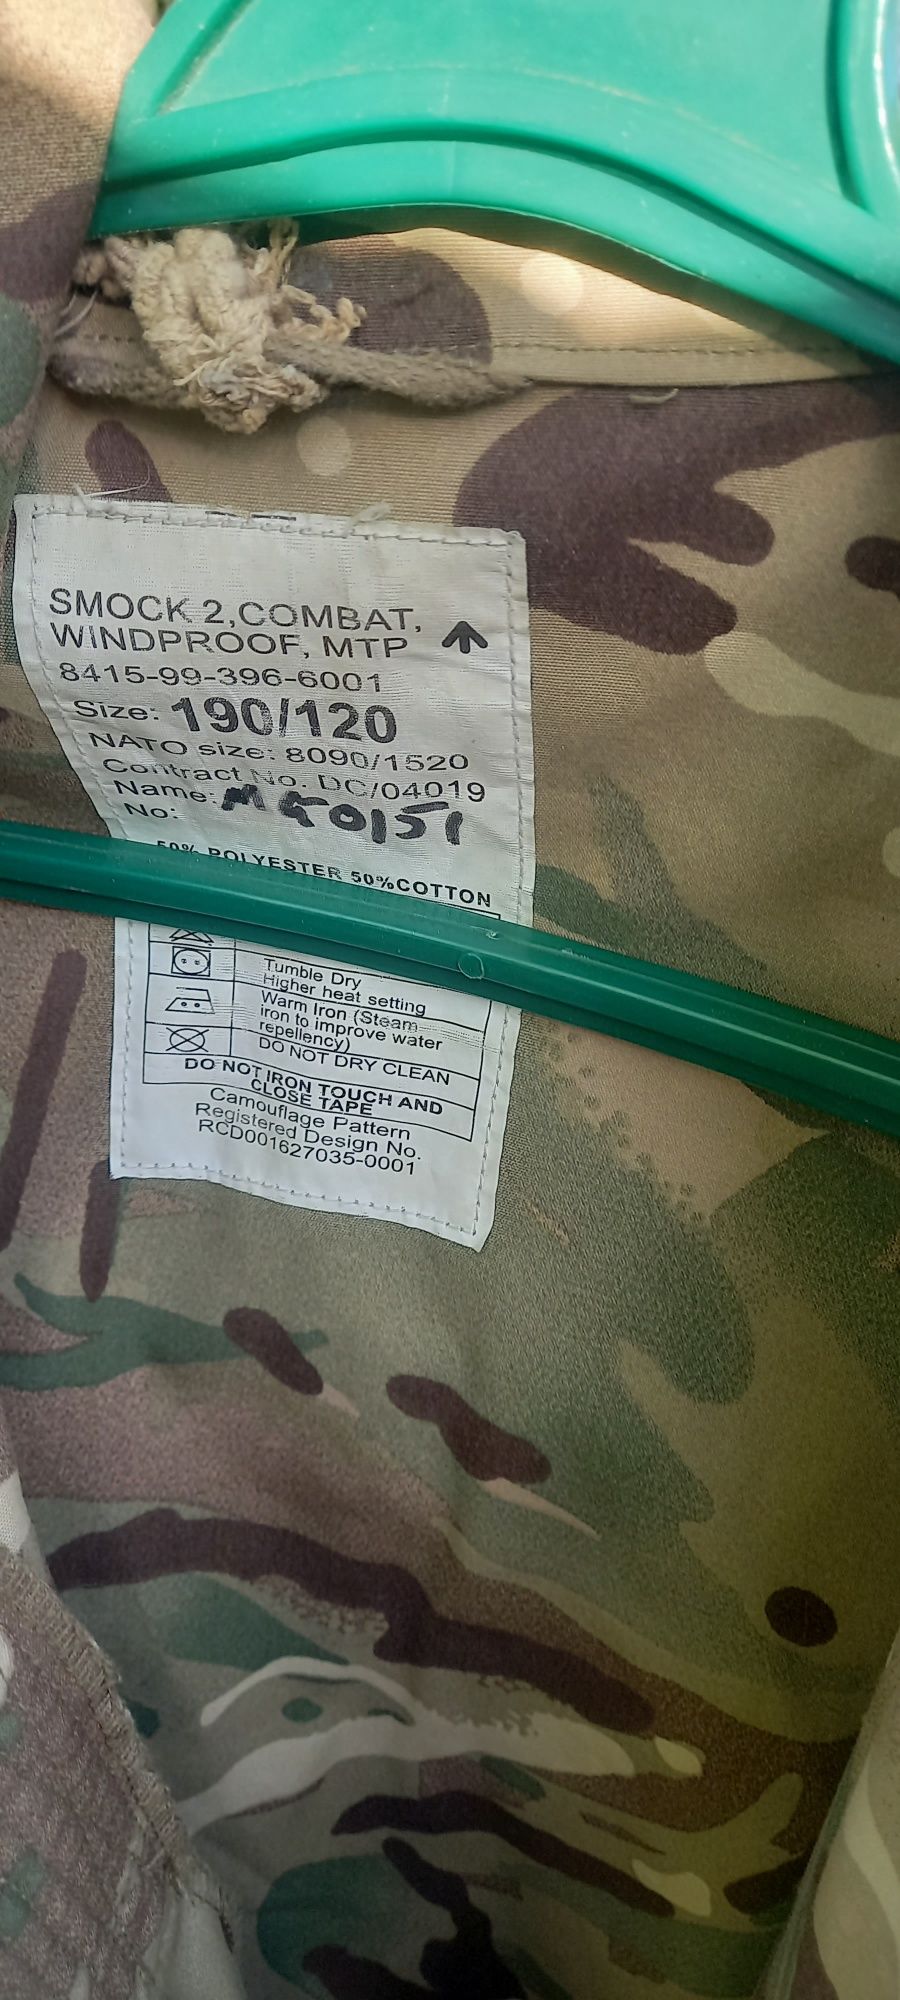 SMOCK 2,COMBAT,
WINDPROOF, MTP
8415-99-396-6001
Size: 190/120
NATO size: 8090/1520
Contract No. DC/04019
Name: MK0151
No:
50% POLYESTER 50%COTTON
Tumble Dry
Higher heat setting
Warm Iron (Steam
iron to improve water
repellency)
DO NOT DRY CLEAN
DO NOT IRON TOUCH AND
CLOSE TAPE
Camouflage Pattern
Registered Design No.
RCD001627035-0001